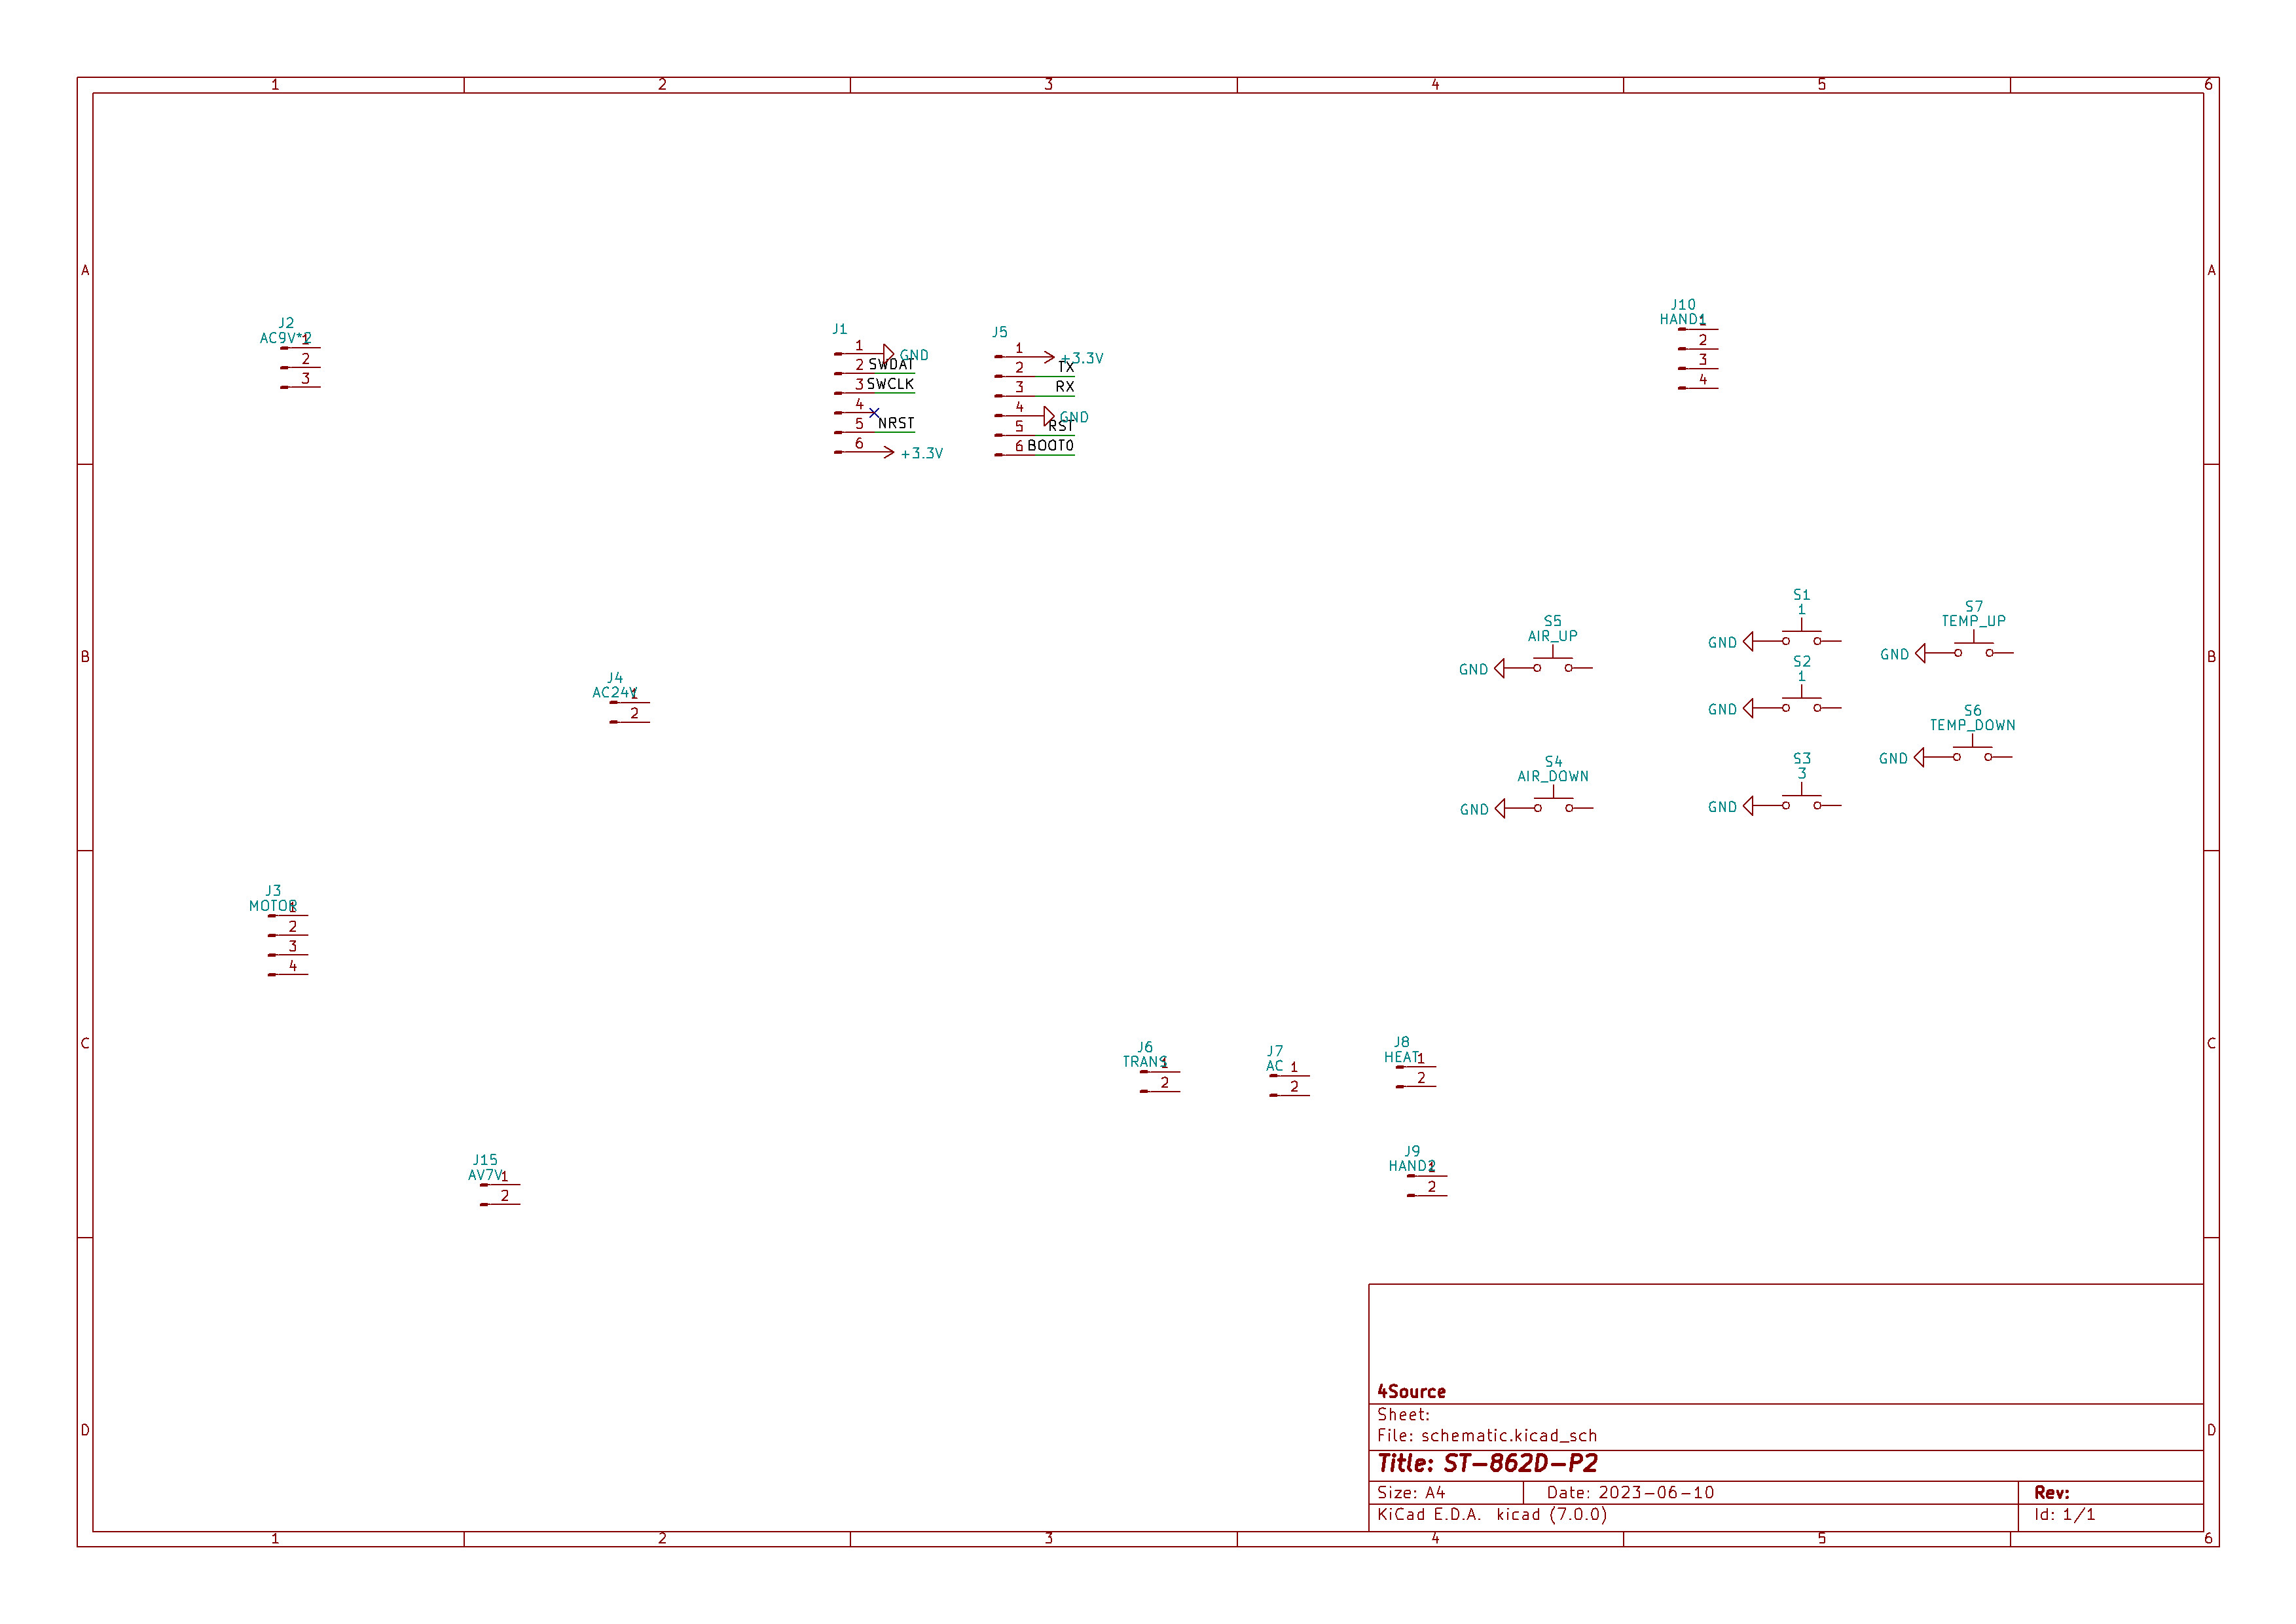 1 2 3 4 5 6
A A
J2
AC9V*2
1
2
3
J1
1 GND
2 SWDAT
3 SWCLK
4
5 NRST
6 +3.3V
J5
1 +3.3V
2 TX
3 RX
4 GND
5 RST
6 BOOT0
J10
HAND1
1
2
3
4
B B
S5
AIR_UP
GND
S1
1
GND
S7
TEMP_UP
GND
S2
1
GND
S6
TEMP_DOWN
GND
S4
AIR_DOWN
GND
S3
3
GND
J4
AC24V
1
2
J3
MOTOR
1
2
3
4
C C
J6
TRANS
1
2
J7
AC
1
2
J8
HEAT
1
2
J15
AV7V
1
2
J9
HAND2
1
2
D D
4Source
Sheet:
File: schematic.kicad_sch
Title: ST-862D-P2
Size: A4 Date: 2023-06-10 Rev:
KiCad E.D.A. kicad (7.0.0) Id: 1/1
1 2 3 4 5 6